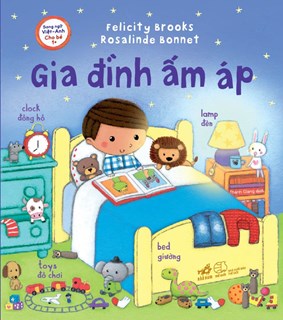 Felicity Brooks
Rosalinde Bonnet
Song ngữ
Việt-Anh
Cho bé
Gia đình ấm áp
clock
đồng hồ
lamp
đèn
bed
giường
toys
đồ chơi